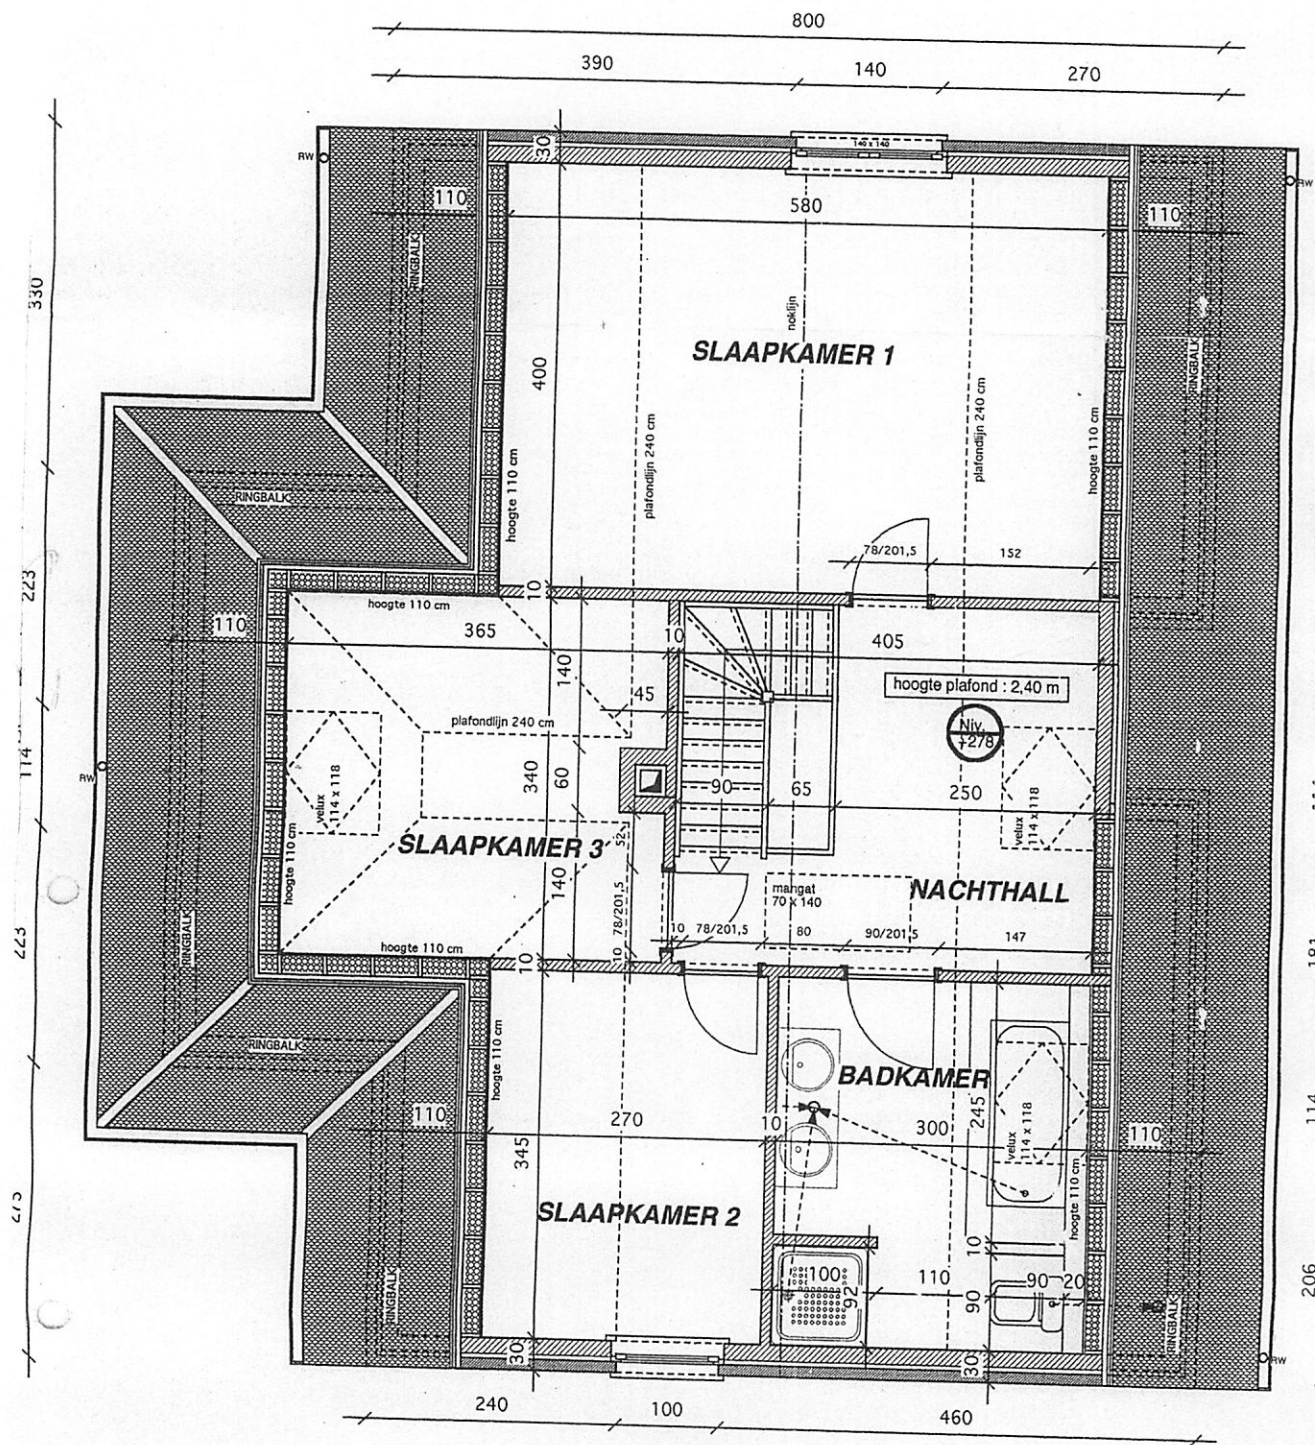 800
390
140
270
RW
30
140 x 140
RW
110
580
110
RINGBALK
330
noklijn
SLAAPKAMER 1
RINGBALK
400
plafondlijn 240 cm
plafondlijn 240 cm
hoogte 110 cm
hoogte 110 cm
RINGBALK
78/201,5
152
223
10
hoogte 110 cm
110
365
10
405
140
hoogte plafond : 2,40 m
45
plafondlijn 240 cm
Niv.
+278
114
RW
velux
114 x 118
340
60
90
65
250
velux
114 x 118
SLAAPKAMER 3
52
hoogte 110 cm
140
mangat
70 x 140
NACHTHALL
78/201,5
10
78/201,5
80
90/201,5
147
223
RINGBALK
hoogte 110 cm
10
10
181
RINGBALK
hoogte 110 cm
BADKAMER
110
270
10
300
245
velux
114 x 118
110
114
345
hoogte 110 cm
SLAAPKAMER 2
275
10
100
110
90
20
92
90
206
RINGBALK
RINGBALK
30
30
RW
240
100
460